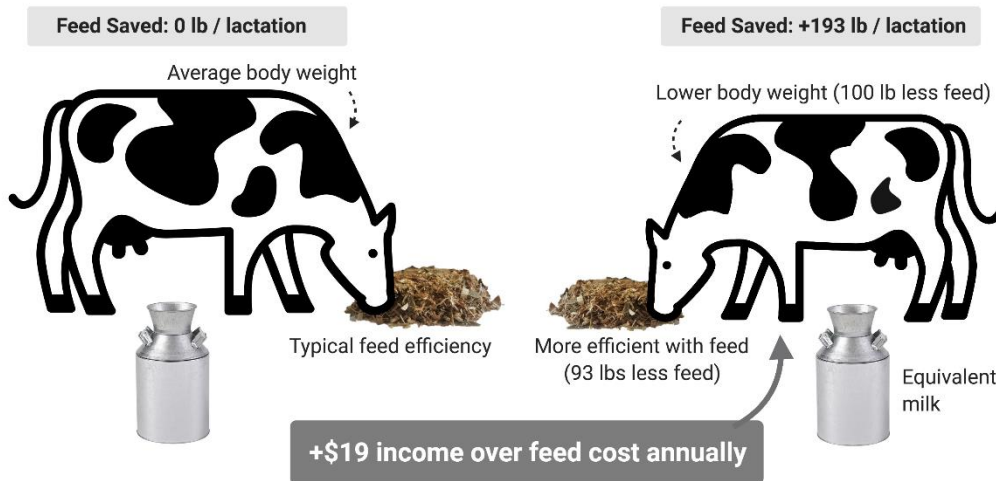 Feed Saved: 0 lb / lactation
Feed Saved: +193 lb / lactation
Average body weight
Lower body weight (100 lb less feed)
Typical feed efficiency
More efficient with feed
(93 lbs less feed)
Equivalent
milk
+$19 income over feed cost annually